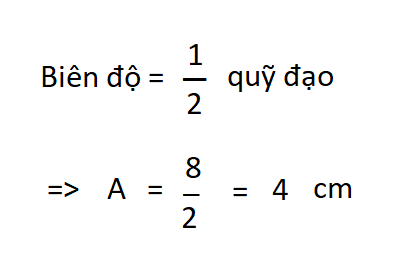 Biên độ = 1/2 quỹ đạo
=> A = 8/2 = 4 cm